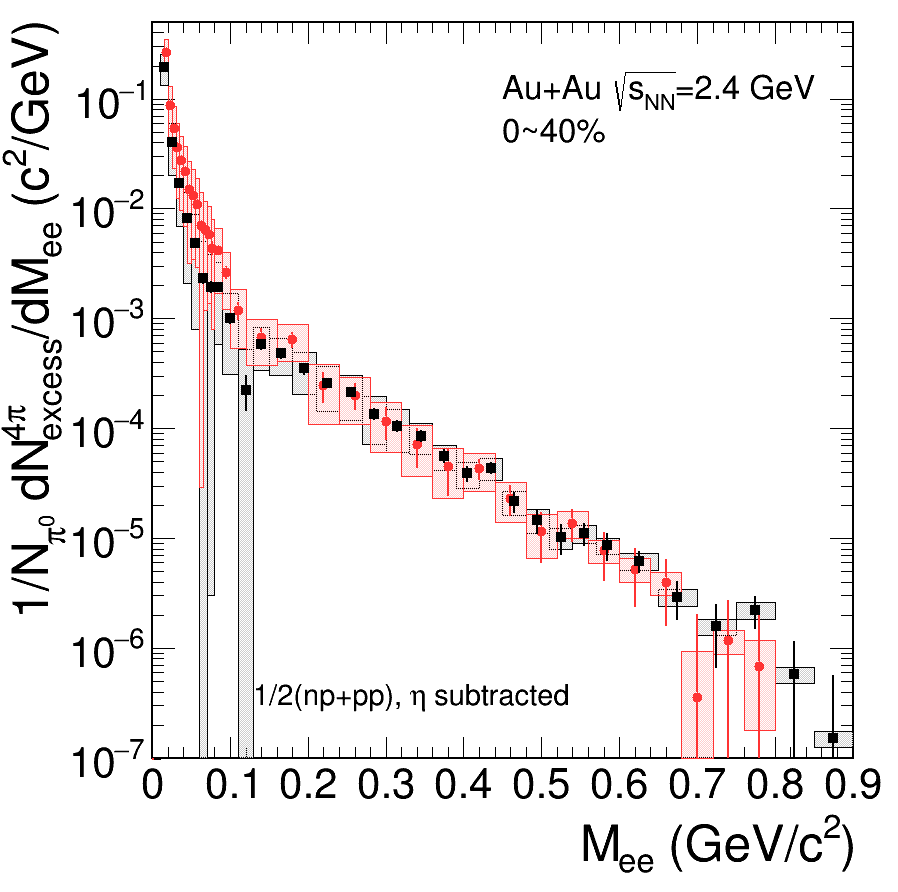 Au+Au √sNN=2.4 GeV
0~40%
1/Nπ⁰ dN⁴πexcess/dMee (c²/GeV)
10⁻¹
10⁻²
10⁻³
10⁻⁴
10⁻⁵
10⁻⁶
10⁻⁷
1/2(np+pp), η subtracted
0 0.1 0.2 0.3 0.4 0.5 0.6 0.7 0.8 0.9
Mee (GeV/c²)